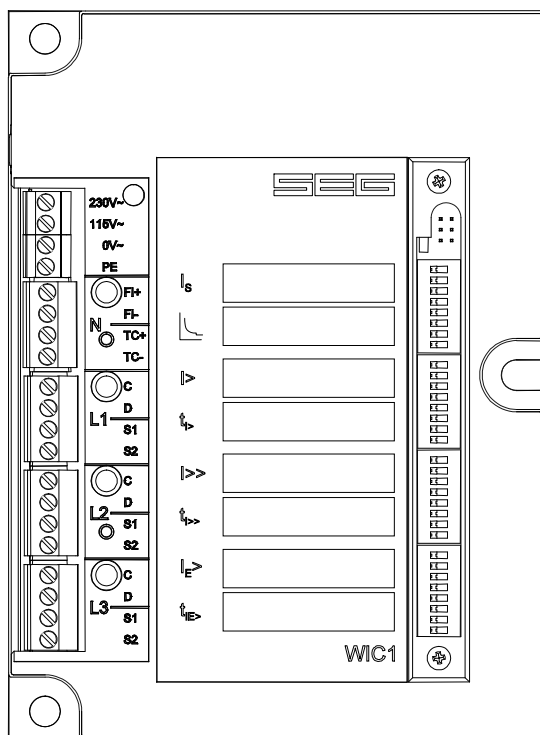 SEG
230V~
115V~
0V~
PE
FI+
FI-
N
TC+
TC-
C
D
L1
S1
S2
C
D
L2
S1
S2
C
D
L3
S1
S2
IS
I>
tI>
I>>
tI>>
IE>
tIE>
WIC1